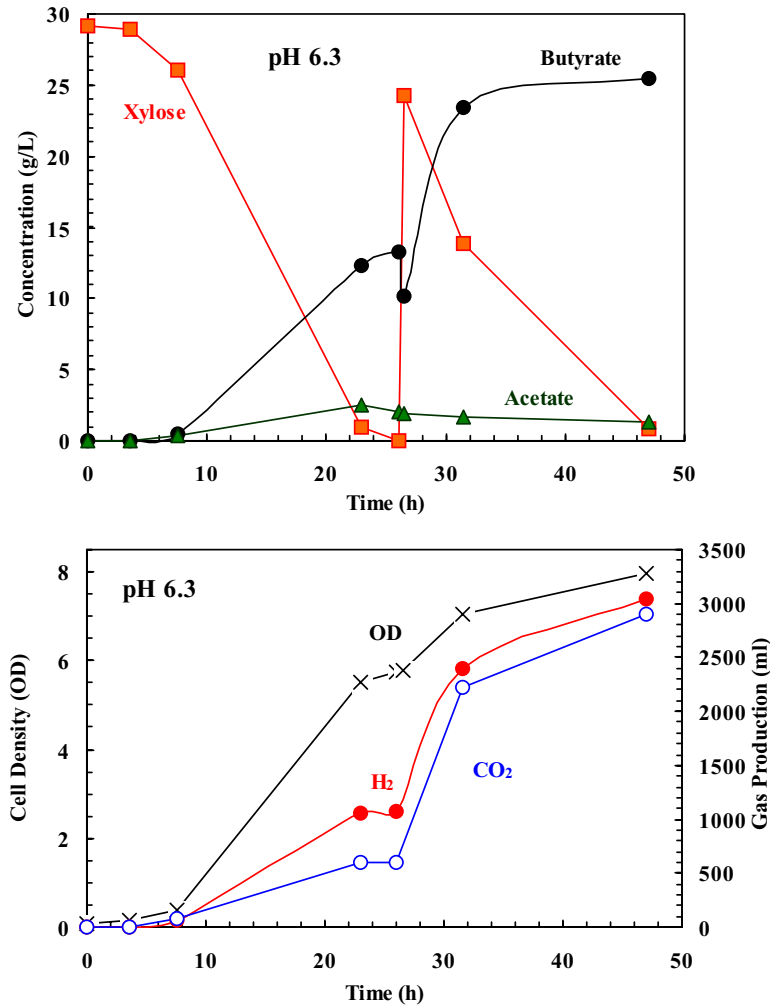 30
25
20
15
10
5
0
Concentration (g/L)
pH 6.3
Butyrate
Xylose
Acetate
0 10 20 30 40 50
Time (h)
8
6
4
2
0
Cell Density (OD)
pH 6.3
OD
H₂
CO₂
3500
3000
2500
2000
1500
1000
500
0
Gas Production (ml)
0 10 20 30 40 50
Time (h)